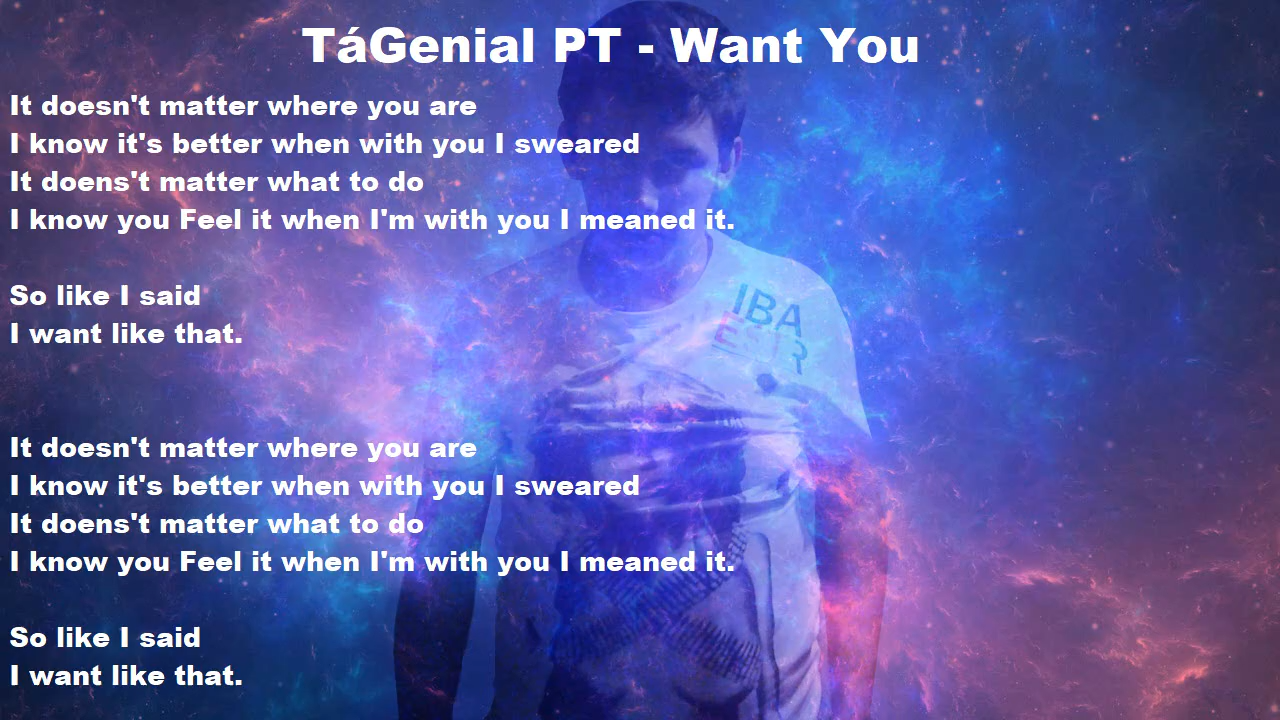 TáGenial PT - Want You
It doesn't matter where you are
I know it's better when with you I sweared
It doens't matter what to do
I know you Feel it when I'm with you I meaned it.
So like I said
I want like that.
It doesn't matter where you are
I know it's better when with you I sweared
It doens't matter what to do
I know you Feel it when I'm with you I meaned it.
So like I said
I want like that.
IBA